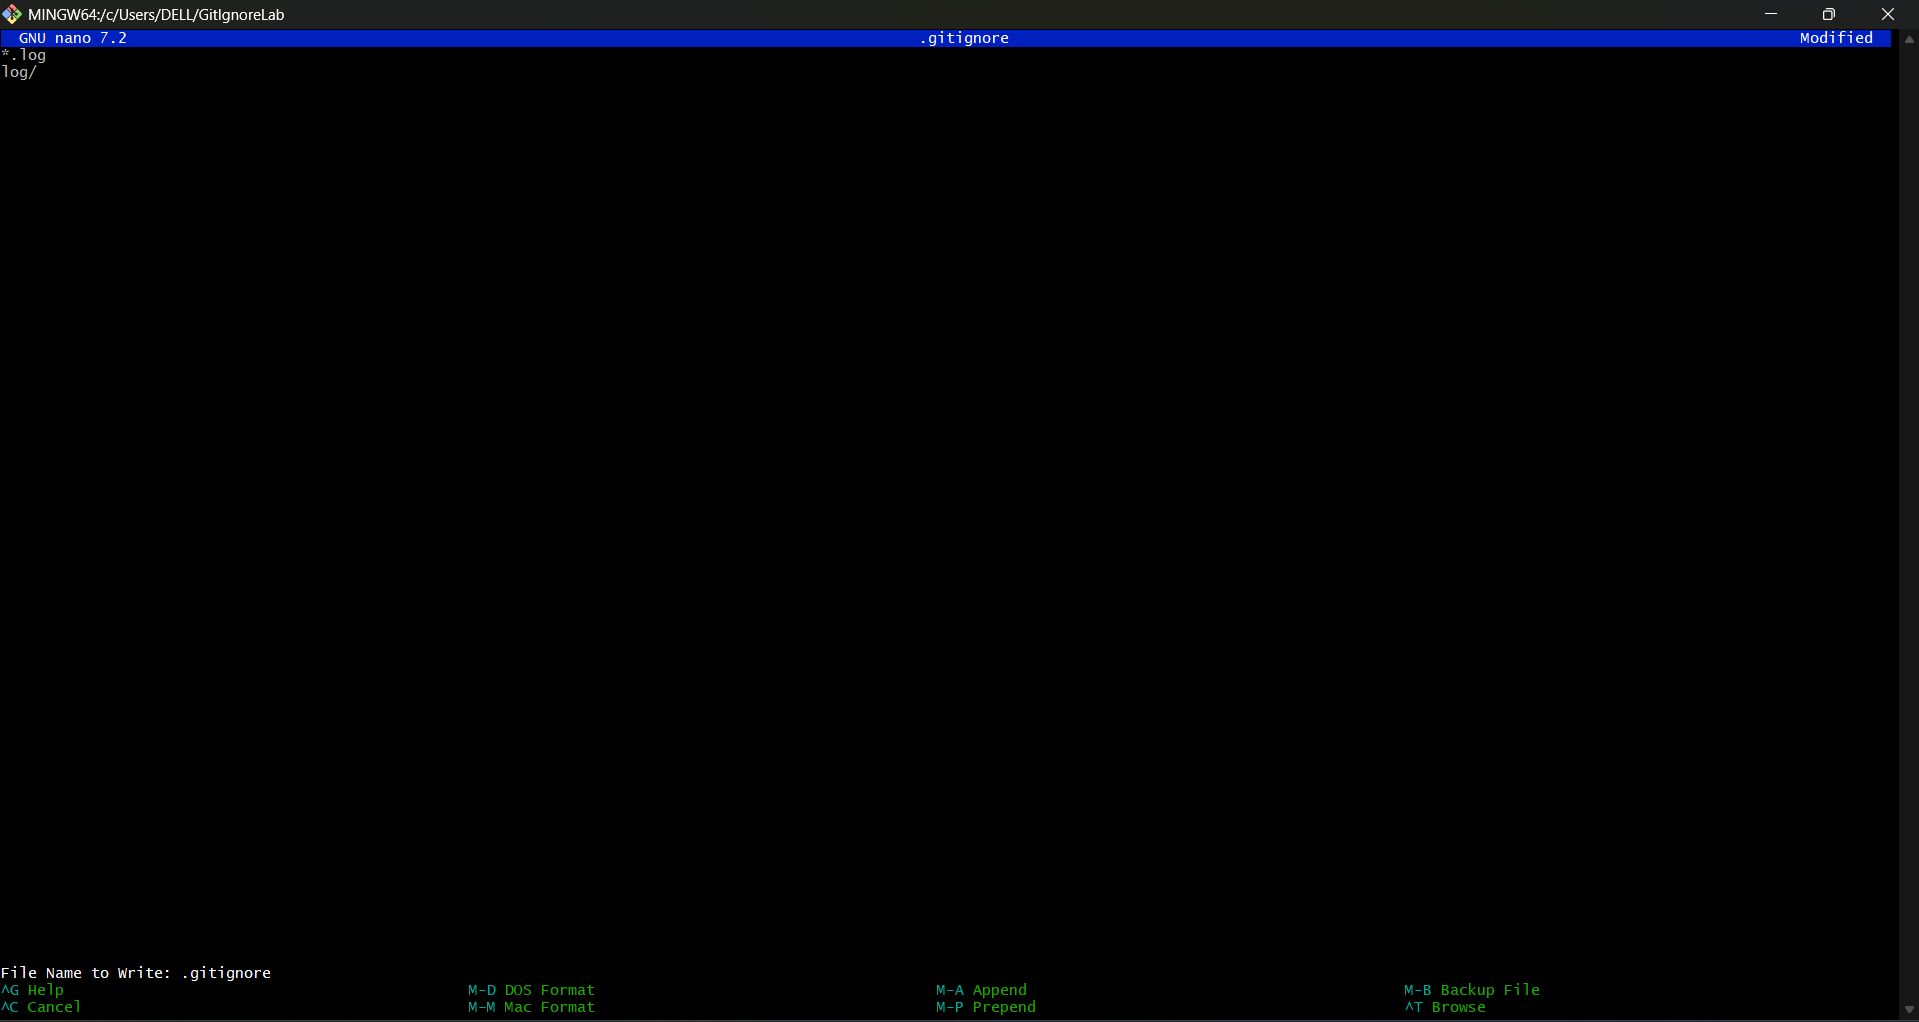 MINGW64:/c/Users/DELL/GitIgnoreLab
GNU nano 7.2 .gitignore Modified
*.log
log/
File Name to Write: .gitignore
^G Help M-D DOS Format M-A Append M-B Backup File
^C Cancel M-M Mac Format M-P Prepend ^T Browse